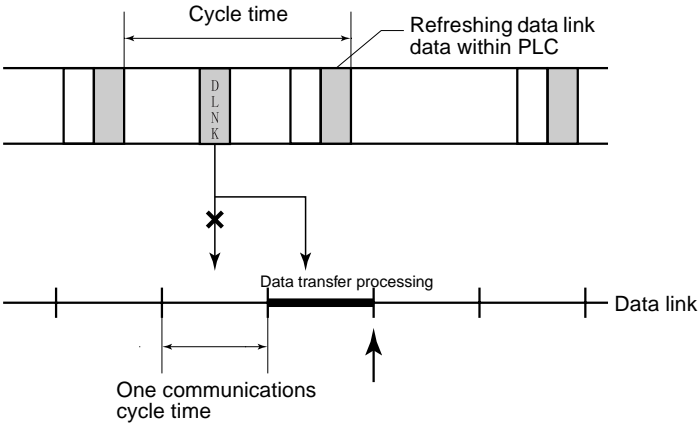 Cycle time
Refreshing data link
data within PLC
D
L
N
K
Data transfer processing
Data link
One communications
cycle time